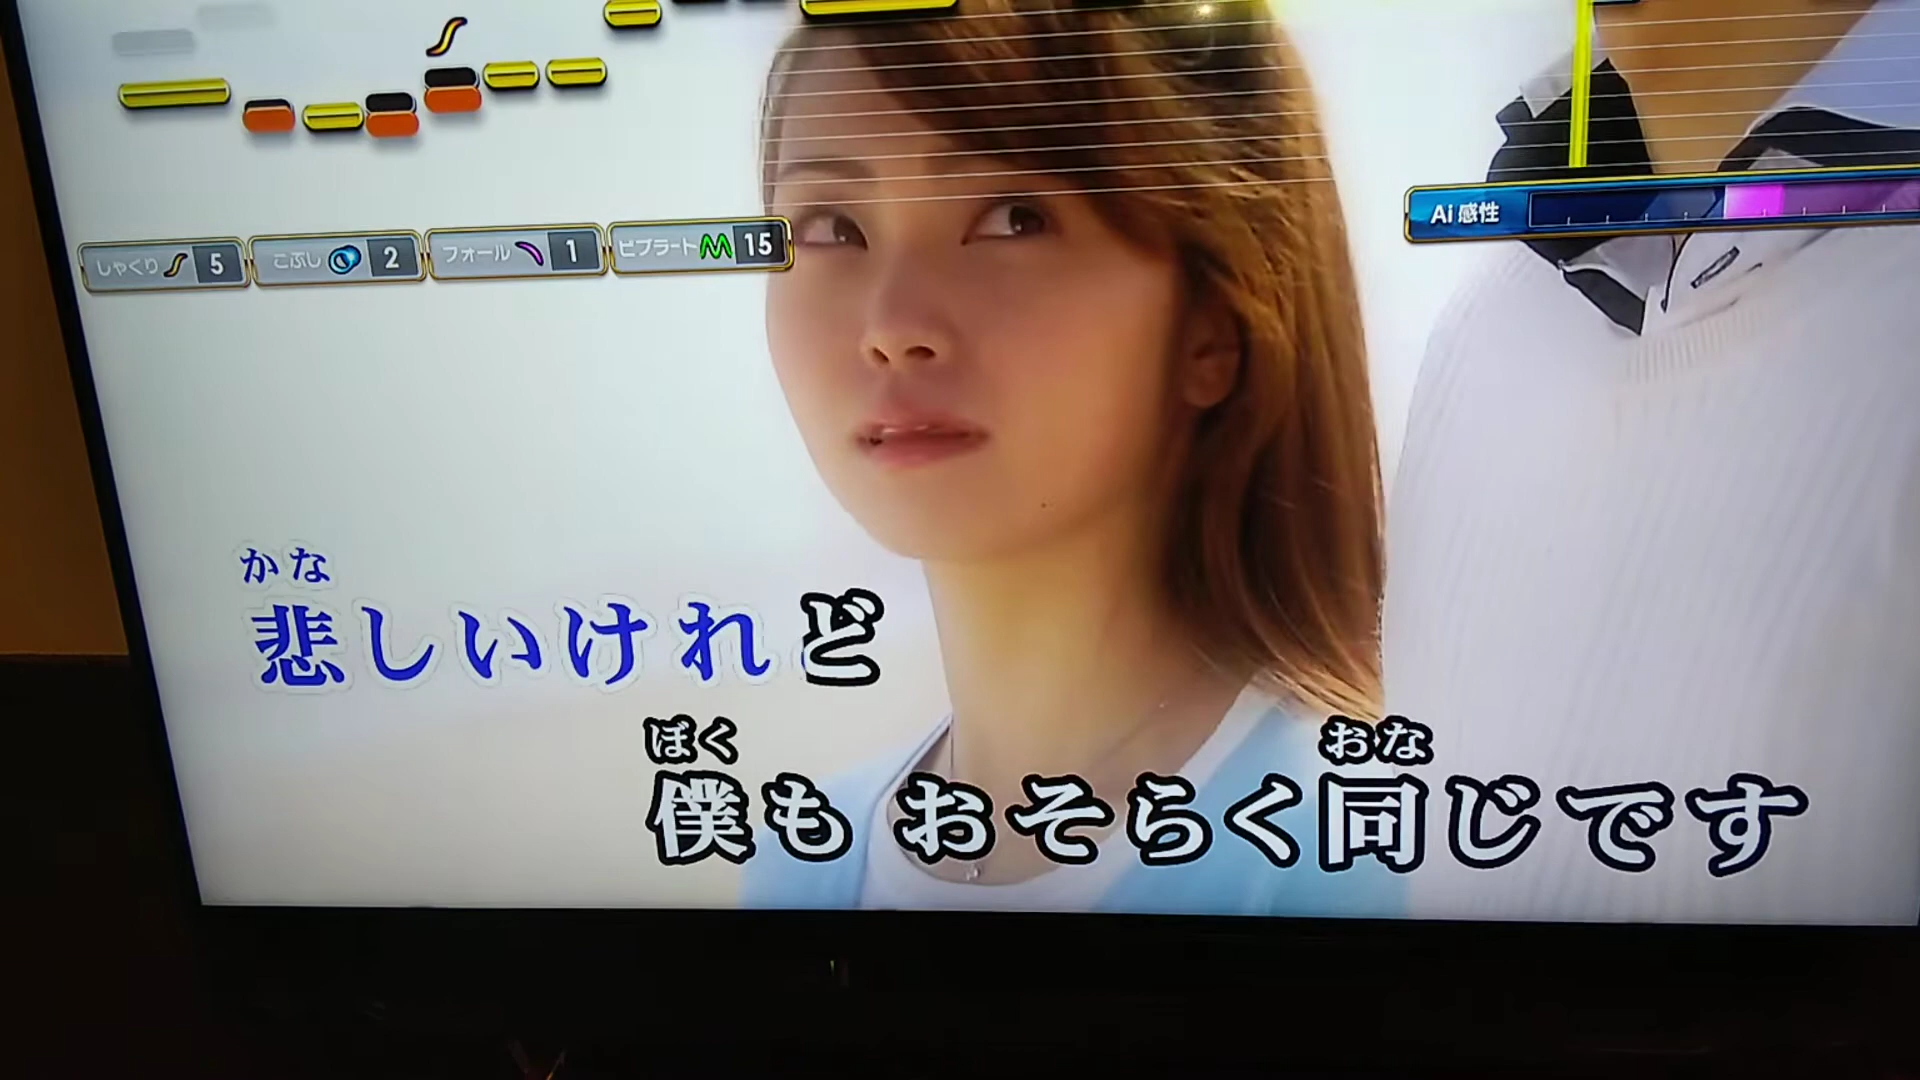 しゃくり 5 こぶし 2 フォール 1 ビブラート 15
Ai 感性
かな
悲しいけれど
ぼく おな
僕も おそらく同じです